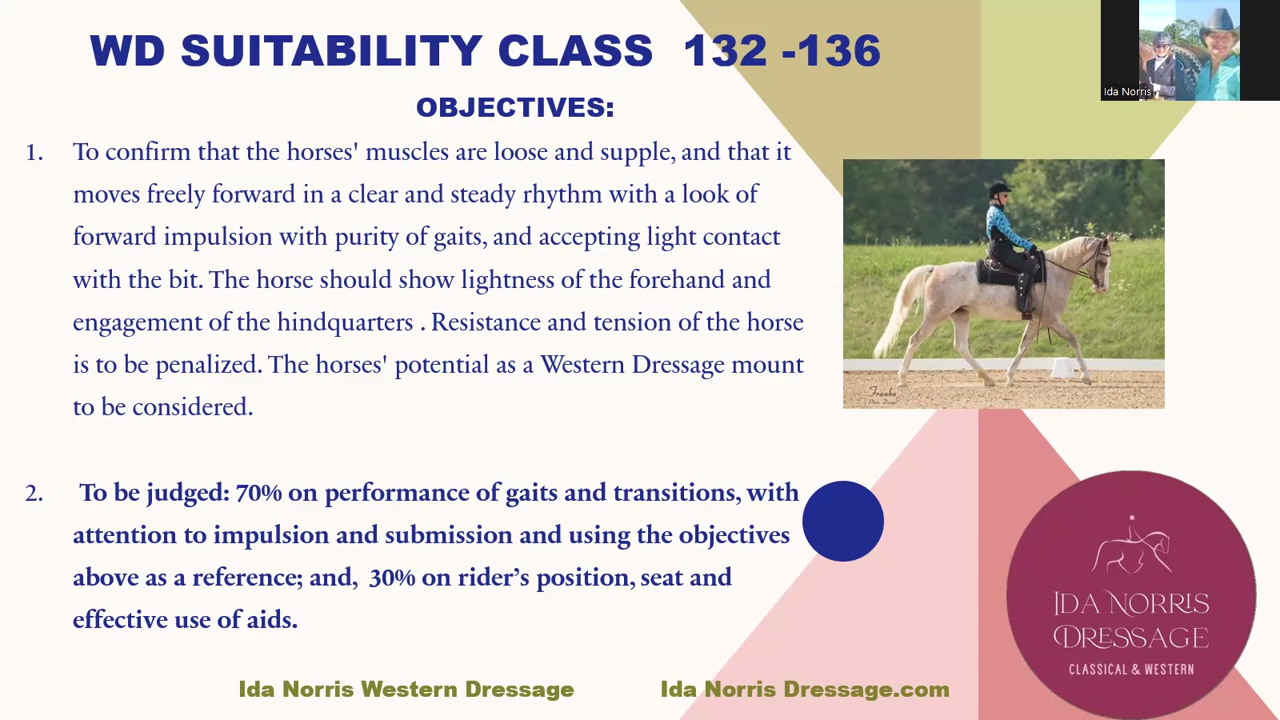 WD SUITABILITY CLASS 132 -136
Ida Norris
OBJECTIVES:
1. To confirm that the horses' muscles are loose and supple, and that it
moves freely forward in a clear and steady rhythm with a look of
forward impulsion with purity of gaits, and accepting light contact
with the bit. The horse should show lightness of the forehand and
engagement of the hindquarters . Resistance and tension of the horse
is to be penalized. The horses' potential as a Western Dressage mount
to be considered.
2. To be judged: 70% on performance of gaits and transitions, with
attention to impulsion and submission and using the objectives
above as a reference; and, 30% on rider’s position, seat and
effective use of aids.
IDA NORRIS
DRESSAGE
CLASSICAL & WESTERN
Ida Norris Western Dressage
Ida Norris Dressage.com